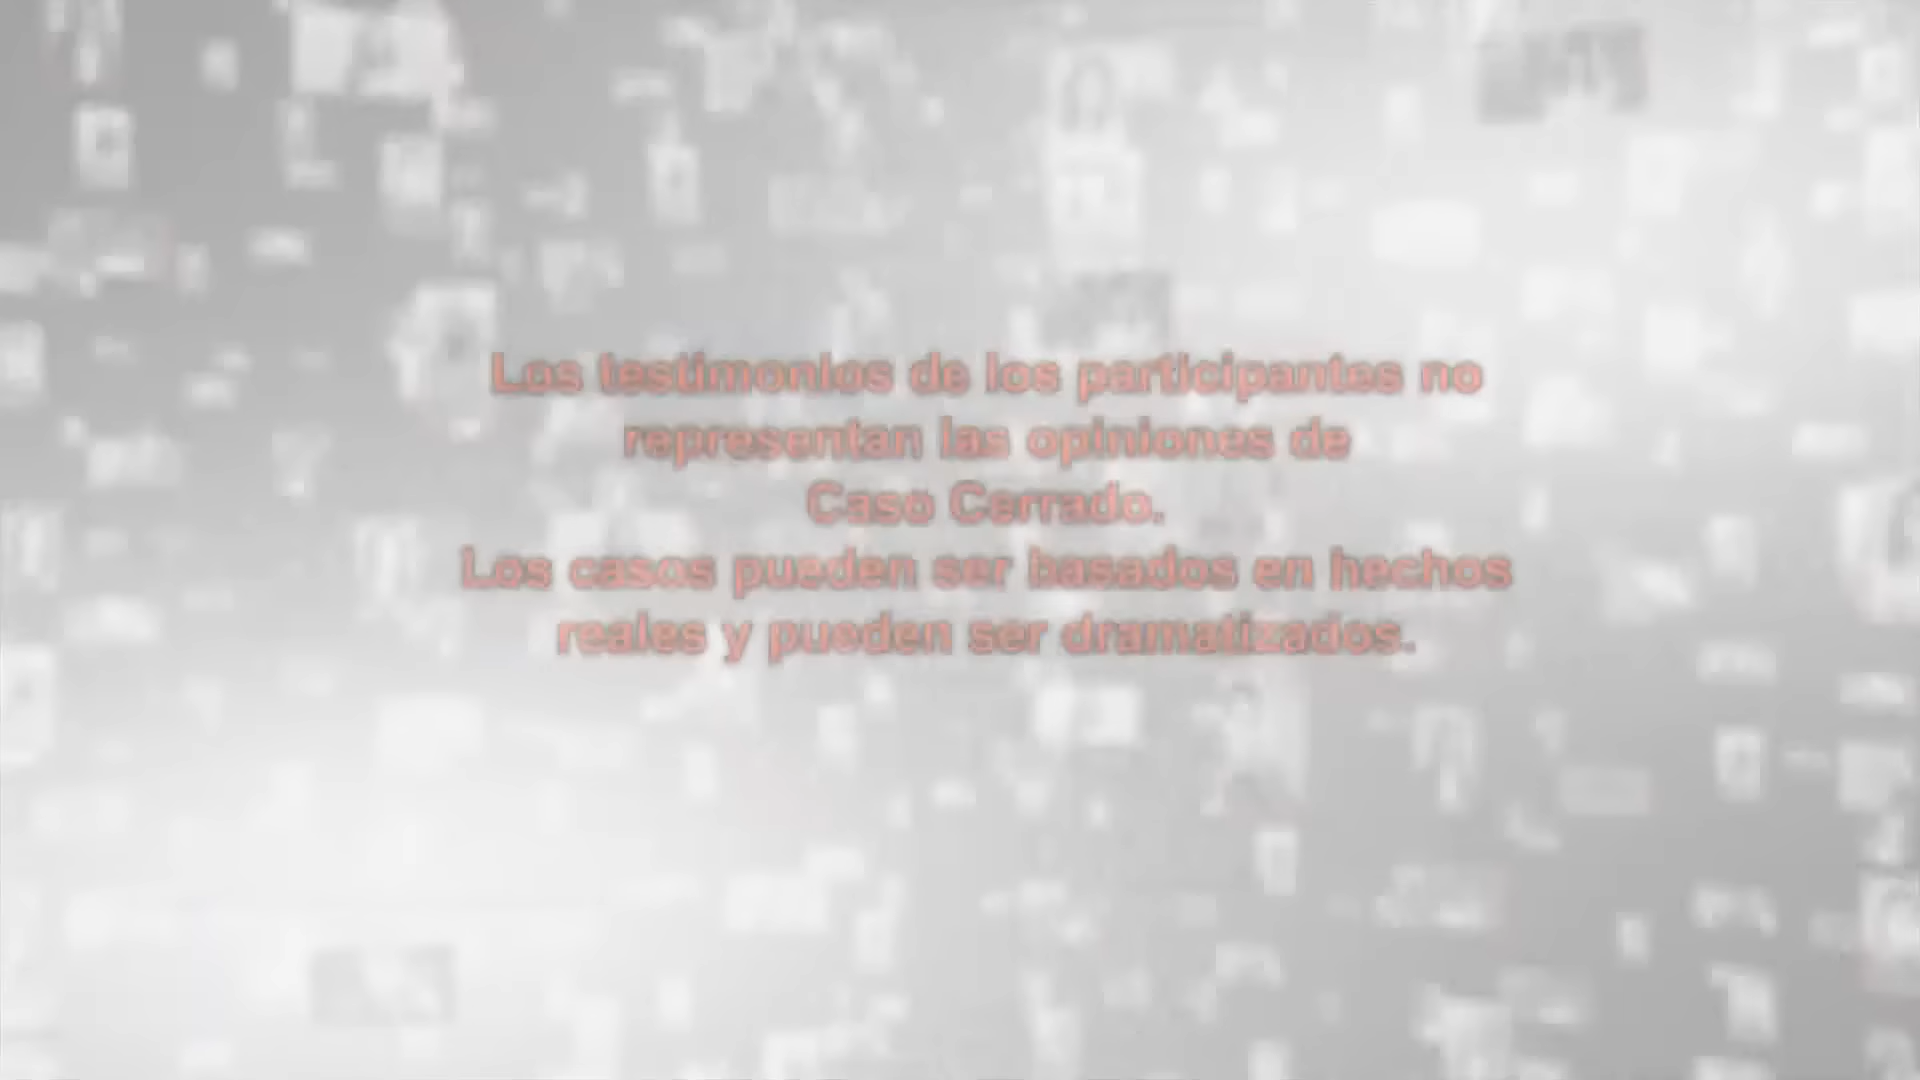 Los testimonios de los participantes no
representan las opiniones de
Caso Cerrado.
Los casos pueden ser basados en hechos
reales y pueden ser dramatizados.